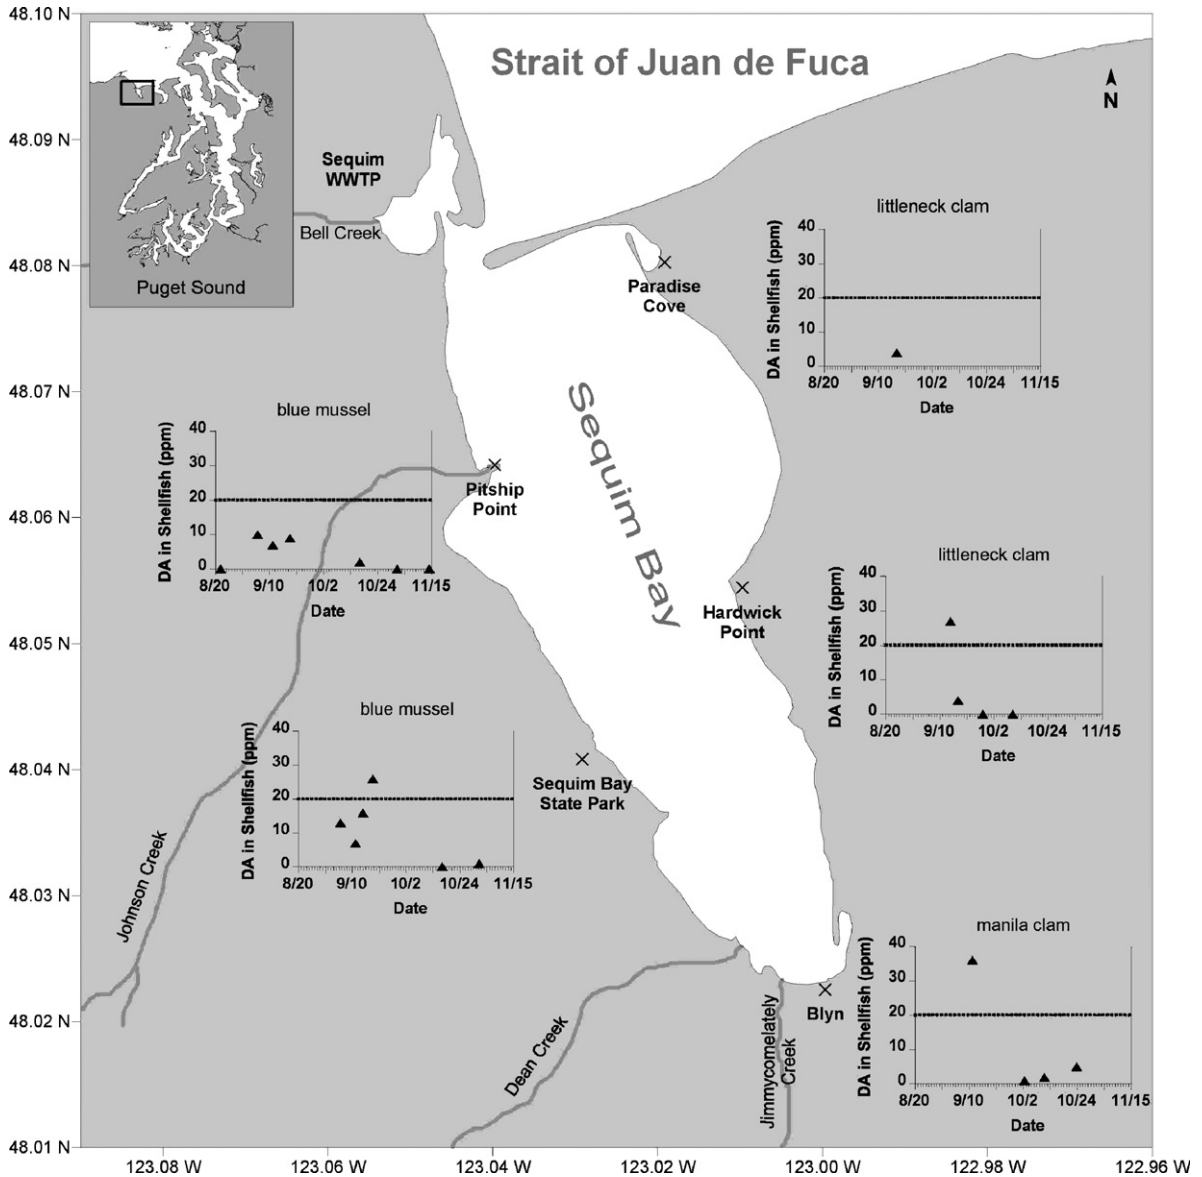 48.10 N
48.09 N
48.08 N
48.07 N
48.06 N
48.05 N
48.04 N
48.03 N
48.02 N
48.01 N
123.08 W
123.06 W
123.04 W
123.02 W
123.00 W
122.98 W
122.96 W
Strait of Juan de Fuca
N
Puget Sound
Sequim
WWTP
Bell Creek
Paradise
Cove
Sequim Bay
Pitship
Point
Hardwick
Point
Sequim Bay
State Park
Blyn
Johnson Creek
Dean Creek
Jimmycomelately
Creek
littleneck clam
DA in Shellfish (ppm)
40
30
20
10
0
8/20 9/10 10/2 10/24 11/15
Date
blue mussel
DA in Shellfish (ppm)
40
30
20
10
0
8/20 9/10 10/2 10/24 11/15
Date
littleneck clam
DA in Shellfish (ppm)
40
30
20
10
0
8/20 9/10 10/2 10/24 11/15
Date
blue mussel
DA in Shellfish (ppm)
40
30
20
10
0
8/20 9/10 10/2 10/24 11/15
Date
manila clam
DA in Shellfish (ppm)
40
30
20
10
0
8/20 9/10 10/2 10/24 11/15
Date